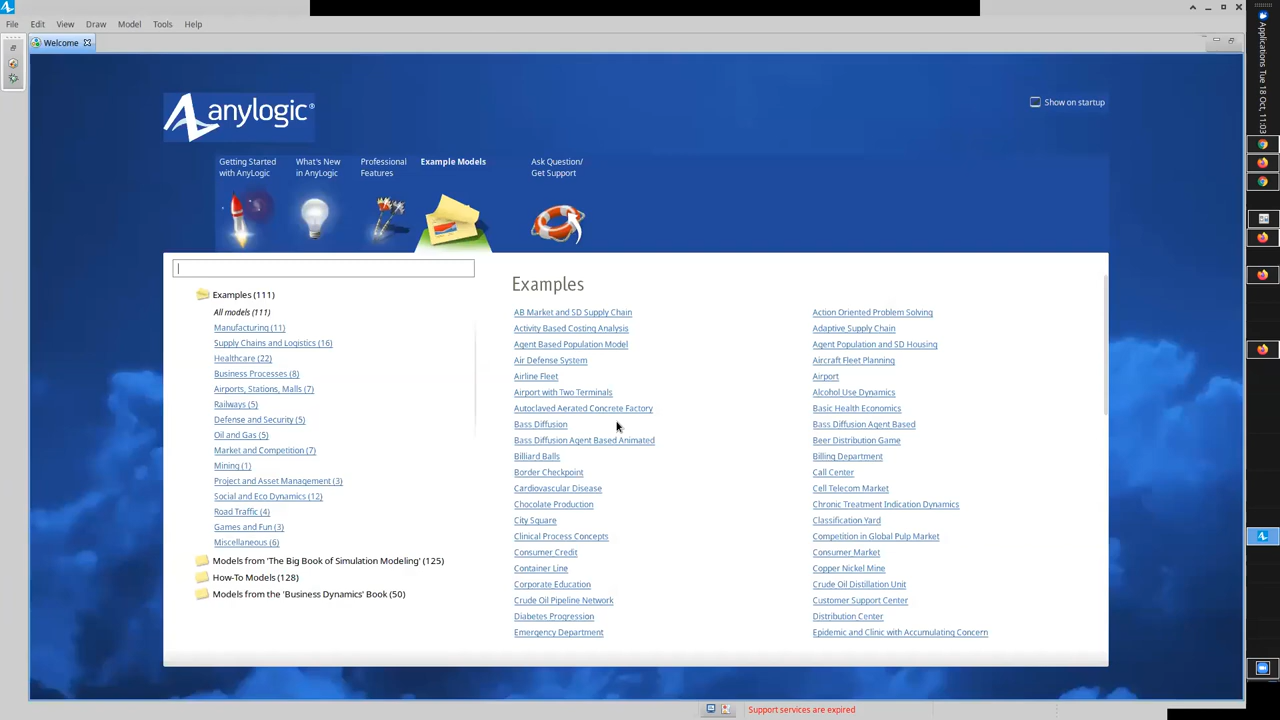 File Edit View Draw Model Tools Help
Welcome
anylogic®
Show on startup
Getting Started
with AnyLogic
What's New
in AnyLogic
Professional
Features
Example Models
Ask Question/
Get Support
Examples (111)
All models (111)
Manufacturing (11)
Supply Chains and Logistics (16)
Healthcare (22)
Business Processes (8)
Airports, Stations, Malls (7)
Railways (5)
Defense and Security (5)
Oil and Gas (5)
Market and Competition (7)
Mining (1)
Project and Asset Management (3)
Social and Eco Dynamics (12)
Road Traffic (4)
Games and Fun (3)
Miscellaneous (6)
Models from 'The Big Book of Simulation Modeling' (125)
How-To Models (128)
Models from the 'Business Dynamics' Book (50)
Examples
AB Market and SD Supply Chain
Activity Based Costing Analysis
Agent Based Population Model
Air Defense System
Airline Fleet
Airport with Two Terminals
Autoclaved Aerated Concrete Factory
Bass Diffusion
Bass Diffusion Agent Based Animated
Billiard Balls
Border Checkpoint
Cardiovascular Disease
Chocolate Production
City Square
Clinical Process Concepts
Consumer Credit
Container Line
Corporate Education
Crude Oil Pipeline Network
Diabetes Progression
Emergency Department
Action Oriented Problem Solving
Adaptive Supply Chain
Agent Population and SD Housing
Aircraft Fleet Planning
Airport
Alcohol Use Dynamics
Basic Health Economics
Bass Diffusion Agent Based
Beer Distribution Game
Billing Department
Call Center
Cell Telecom Market
Chronic Treatment Indication Dynamics
Classification Yard
Competition in Global Pulp Market
Consumer Market
Copper Nickel Mine
Crude Oil Distillation Unit
Customer Support Center
Distribution Center
Epidemic and Clinic with Accumulating Concern
Support services are expired
Applications Tue 18 Oct, 11:03